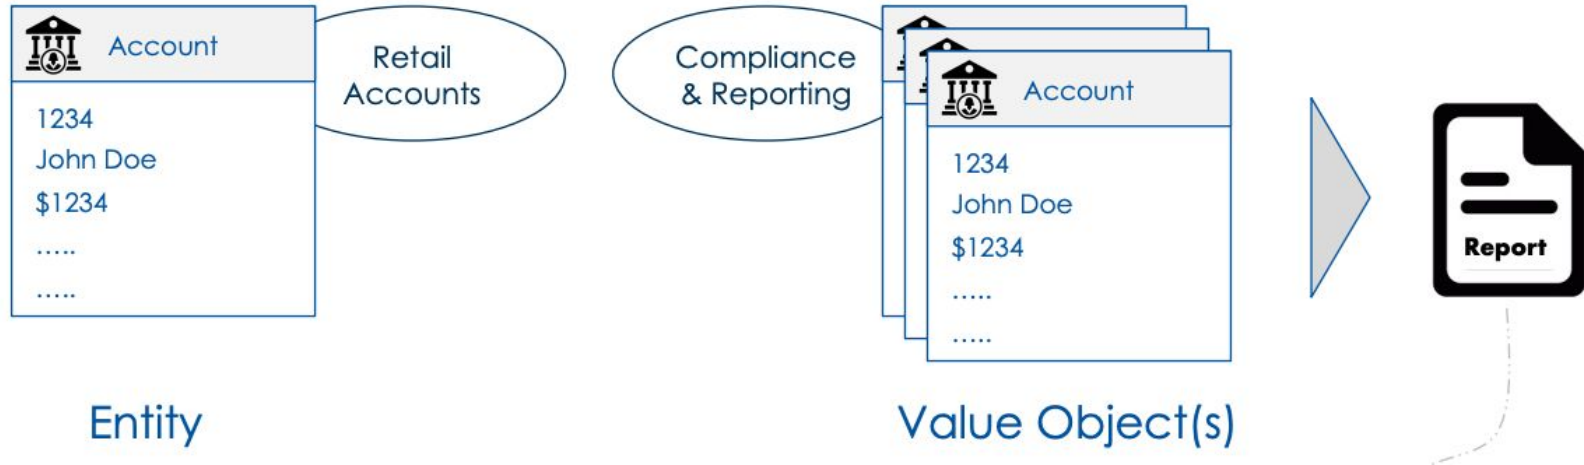 Account
1234
John Doe
$1234
.....
.....
Retail
Accounts
Entity
Compliance
& Reporting
Account
1234
John Doe
$1234
.....
.....
Value Object(s)
Report